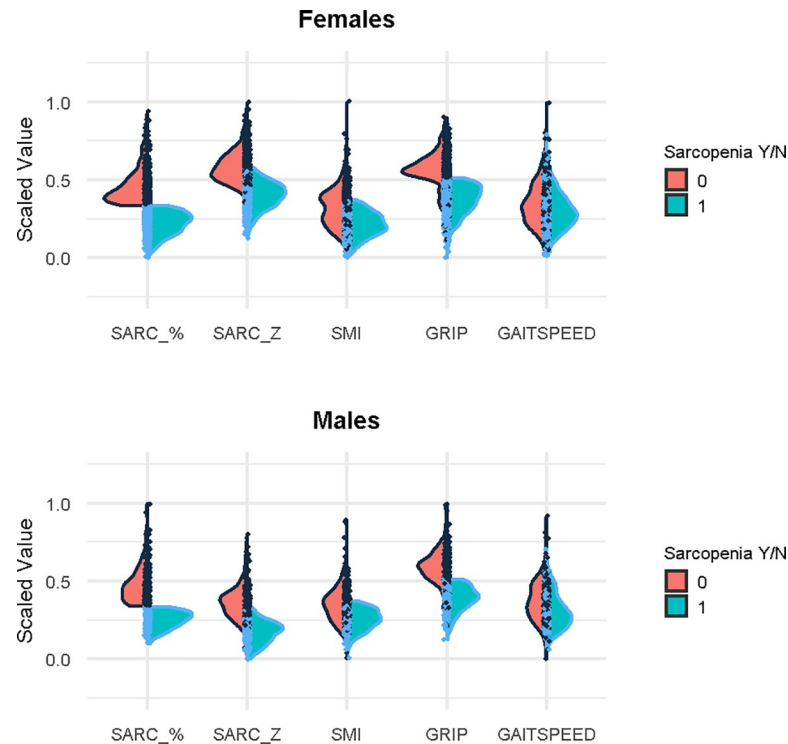 Females
1.0
0.5
0.0
Scaled Value
SARC_%
SARC_Z
SMI
GRIP
GAITSPEED
Sarcopenia Y/N
0
1
Males
1.0
0.5
0.0
Scaled Value
SARC_%
SARC_Z
SMI
GRIP
GAITSPEED
Sarcopenia Y/N
0
1